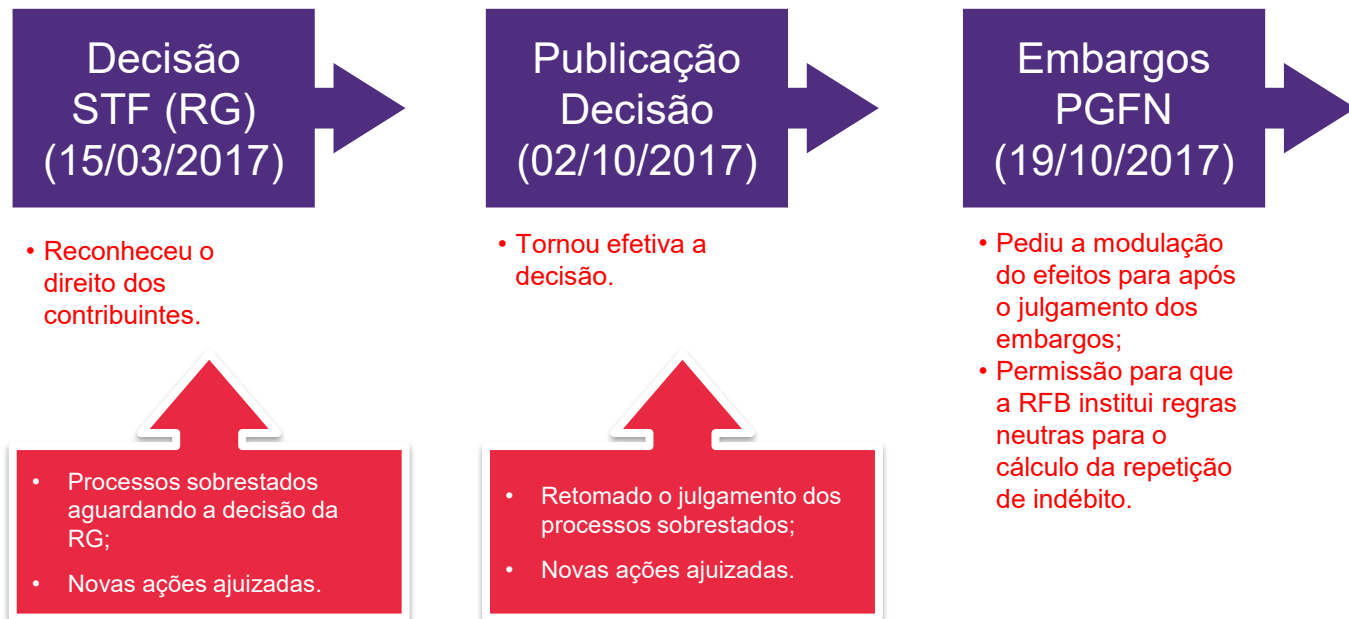 Decisão
STF (RG)
(15/03/2017)
• Reconheceu o
direito dos
contribuintes.
• Processos sobrestados
aguardando a decisão da
RG;
• Novas ações ajuizadas.
Publicação
Decisão
(02/10/2017)
• Tornou efetiva a
decisão.
• Retomado o julgamento dos
processos sobrestados;
• Novas ações ajuizadas.
Embargos
PGFN
(19/10/2017)
• Pediu a modulação
do efeitos para após
o julgamento dos
embargos;
• Permissão para que
a RFB institui regras
neutras para o
cálculo da repetição
de indébito.